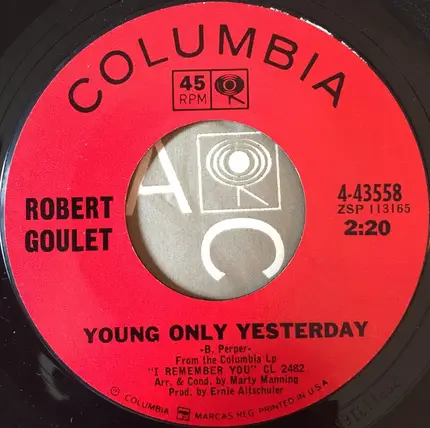 COLUMBIA
45
RPM
ROBERT
GOULET
4-43558
ZSP 113165
2:20
A
C
YOUNG ONLY YESTERDAY
-B. Perper-
From the Columbia Lp
"I REMEMBER YOU" CL 2482
Arr. & Cond. by Marty Manning
Prod. by Ernie Altschuler
℗ COLUMBIA MARCAS REG. PRINTED IN U.S.A.